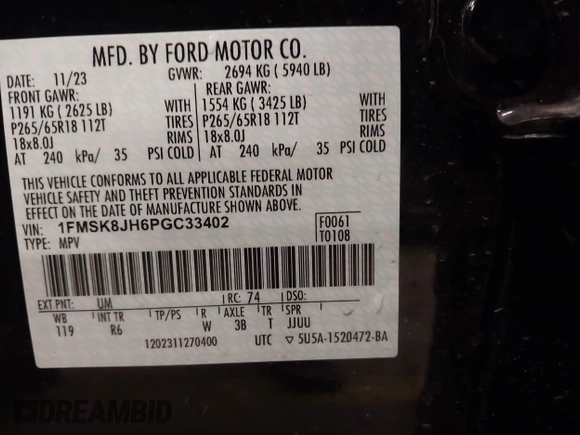 MFD. BY FORD MOTOR CO.
DATE: 11/23 GVWR: 2694 KG ( 5940 LB)
FRONT GAWR: REAR GAWR:
1191 KG ( 2625 LB) WITH 1554 KG ( 3425 LB) WITH
P265/65R18 112T TIRES P265/65R18 112T TIRES
18x8.0J RIMS 18x8.0J RIMS
AT 240 kPa/ 35 PSI COLD AT 240 kPa/ 35 PSI COLD
THIS VEHICLE CONFORMS TO ALL APPLICABLE FEDERAL MOTOR
VEHICLE SAFETY AND THEFT PREVENTION STANDARDS IN
EFFECT ON THE DATE OF MANUFACTURE SHOWN ABOVE.
VIN: 1FMSK8JH6PGC33402 F0061
TYPE: MPV T0108
EXT PNT: UM RC: 74 DSO:
WB INT TR TP/PS R AXLE TR SPR
119 R6 W 3B T JJUU
1202311270400 UTC ▽ 5U5A-1520472-BA
DREAMBID